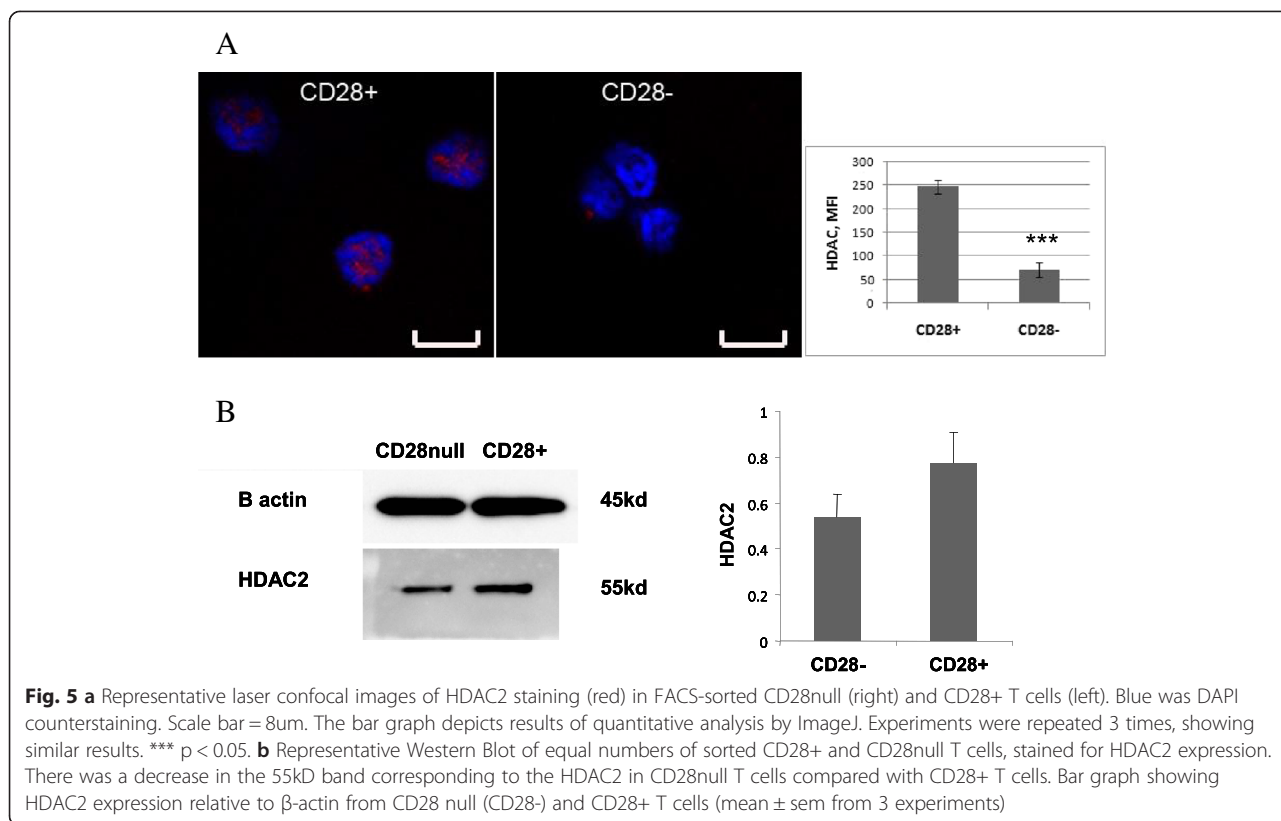 A
CD28+
CD28-
300
250
200
150
100
50
0
HDAC, MFI
***
CD28+
CD28-
B
CD28null CD28+
B actin
45kd
HDAC2
55kd
1
0.8
0.6
0.4
0.2
0
HDAC2
CD28-
CD28+
Fig. 5 a Representative laser confocal images of HDAC2 staining (red) in FACS-sorted CD28null (right) and CD28+ T cells (left). Blue was DAPI
counterstaining. Scale bar = 8um. The bar graph depicts results of quantitative analysis by ImageJ. Experiments were repeated 3 times, showing
similar results. *** p < 0.05. b Representative Western Blot of equal numbers of sorted CD28+ and CD28null T cells, stained for HDAC2 expression.
There was a decrease in the 55kD band corresponding to the HDAC2 in CD28null T cells compared with CD28+ T cells. Bar graph showing
HDAC2 expression relative to β-actin from CD28 null (CD28-) and CD28+ T cells (mean ± sem from 3 experiments)